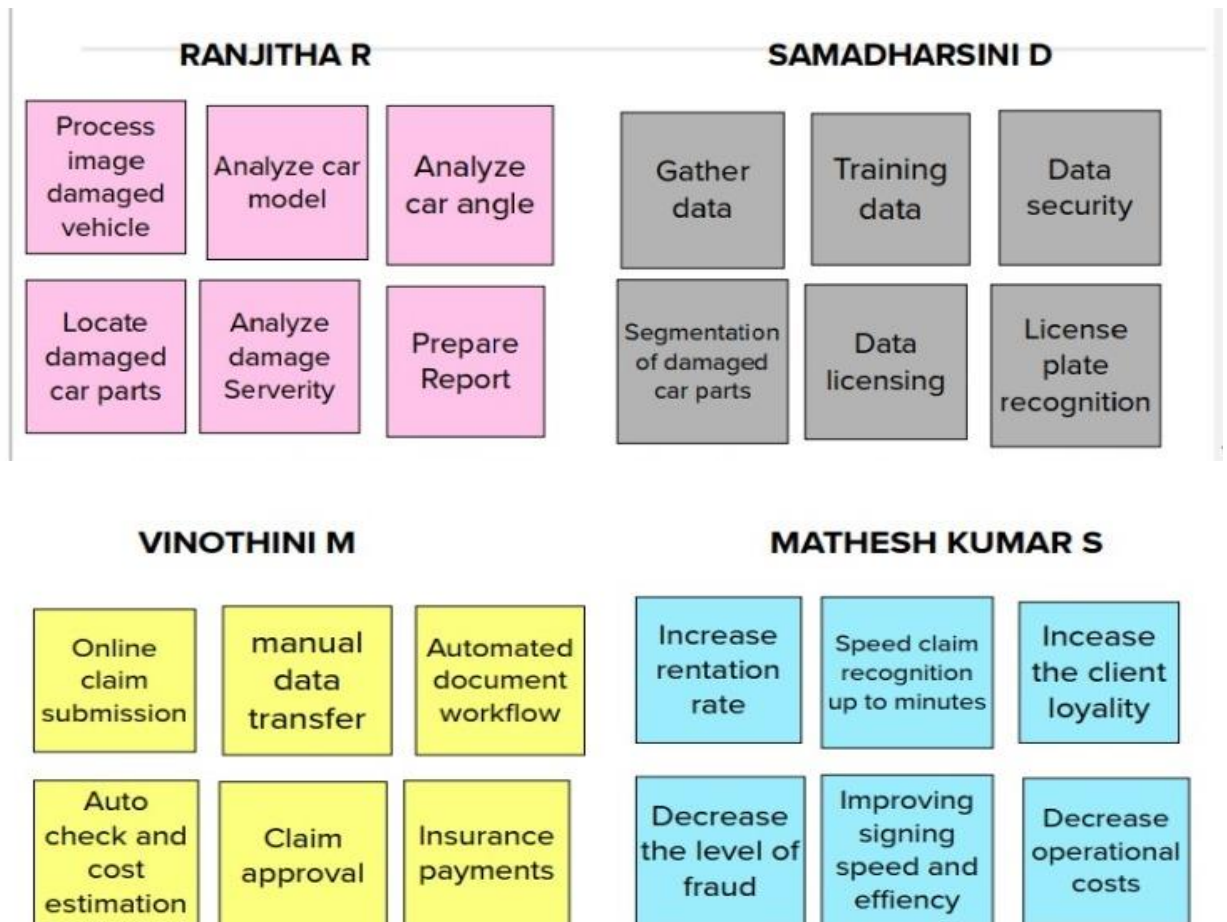 RANJITHA R
Process
image
damaged
vehicle
Analyze car
model
Analyze
car angle
Locate
damaged
car parts
Analyze
damage
Serverity
Prepare
Report
SAMADHARSINI D
Gather
data
Training
data
Data
security
Segmentation
of damaged
car parts
Data
licensing
License
plate
recognition
VINOTHINI M
Online
claim
submission
manual
data
transfer
Automated
document
workflow
Auto
check and
cost
estimation
Claim
approval
Insurance
payments
MATHESH KUMAR S
Increase
rentation
rate
Speed claim
recognition
up to minutes
Incease
the client
loyality
Decrease
the level of
fraud
Improving
signing
speed and
effiency
Decrease
operational
costs